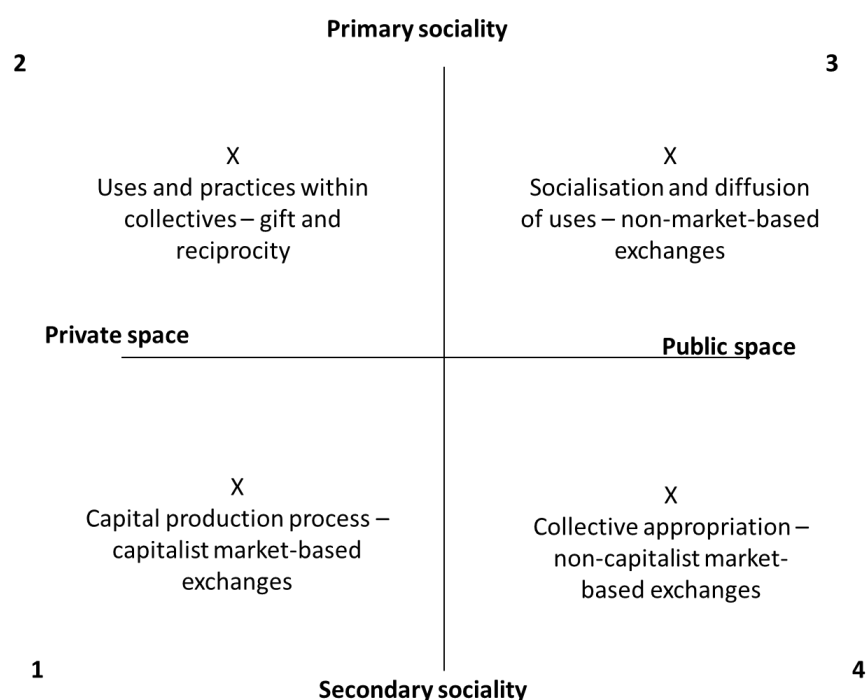 Primary sociality
2
3
X
Uses and practices within
collectives – gift and
reciprocity
X
Socialisation and diffusion
of uses – non-market-based
exchanges
Private space
Public space
X
Capital production process –
capitalist market-based
exchanges
X
Collective appropriation –
non-capitalist market-
based exchanges
1
4
Secondary sociality